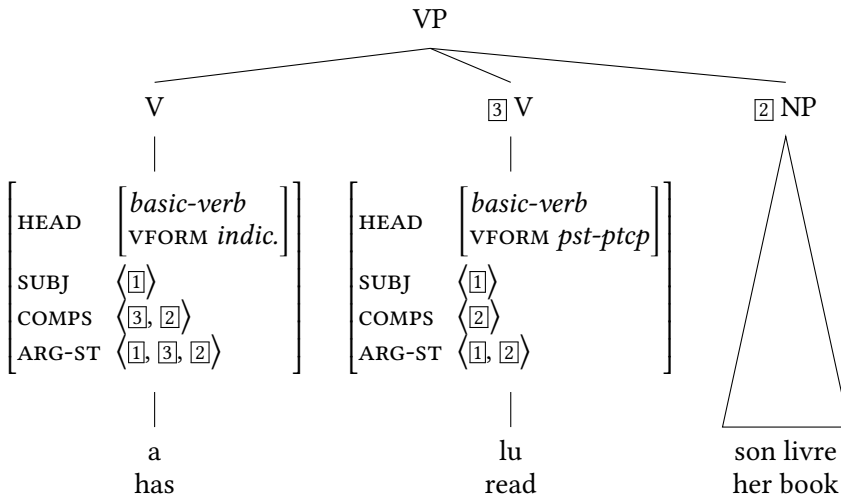 VP
V [3] V [2] NP
HEAD [basic-verb VFORM indic.] HEAD [basic-verb VFORM pst-ptcp]
SUBJ ⟨[1]⟩ SUBJ ⟨[1]⟩
COMPS ⟨[3], [2]⟩ COMPS ⟨[2]⟩
ARG-ST ⟨[1], [3], [2]⟩ ARG-ST ⟨[1], [2]⟩
a lu son livre
has read her book